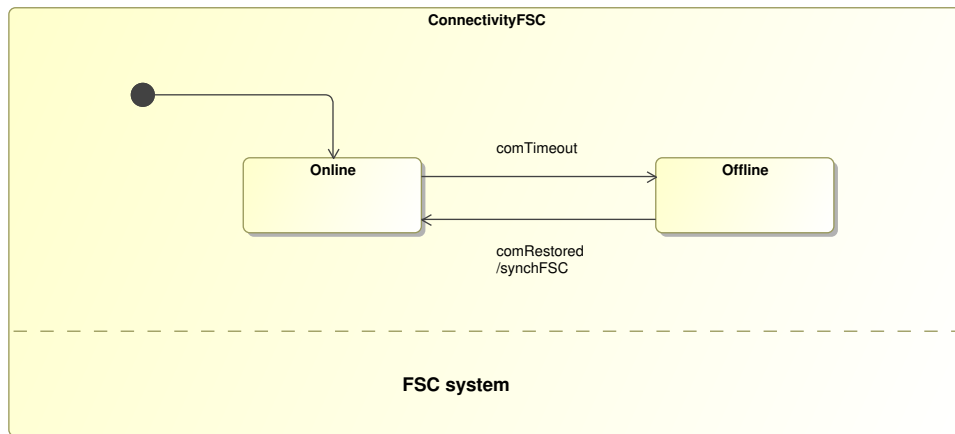 ConnectivityFSC
comTimeout
Online
Offline
comRestored
/synchFSC
FSC system